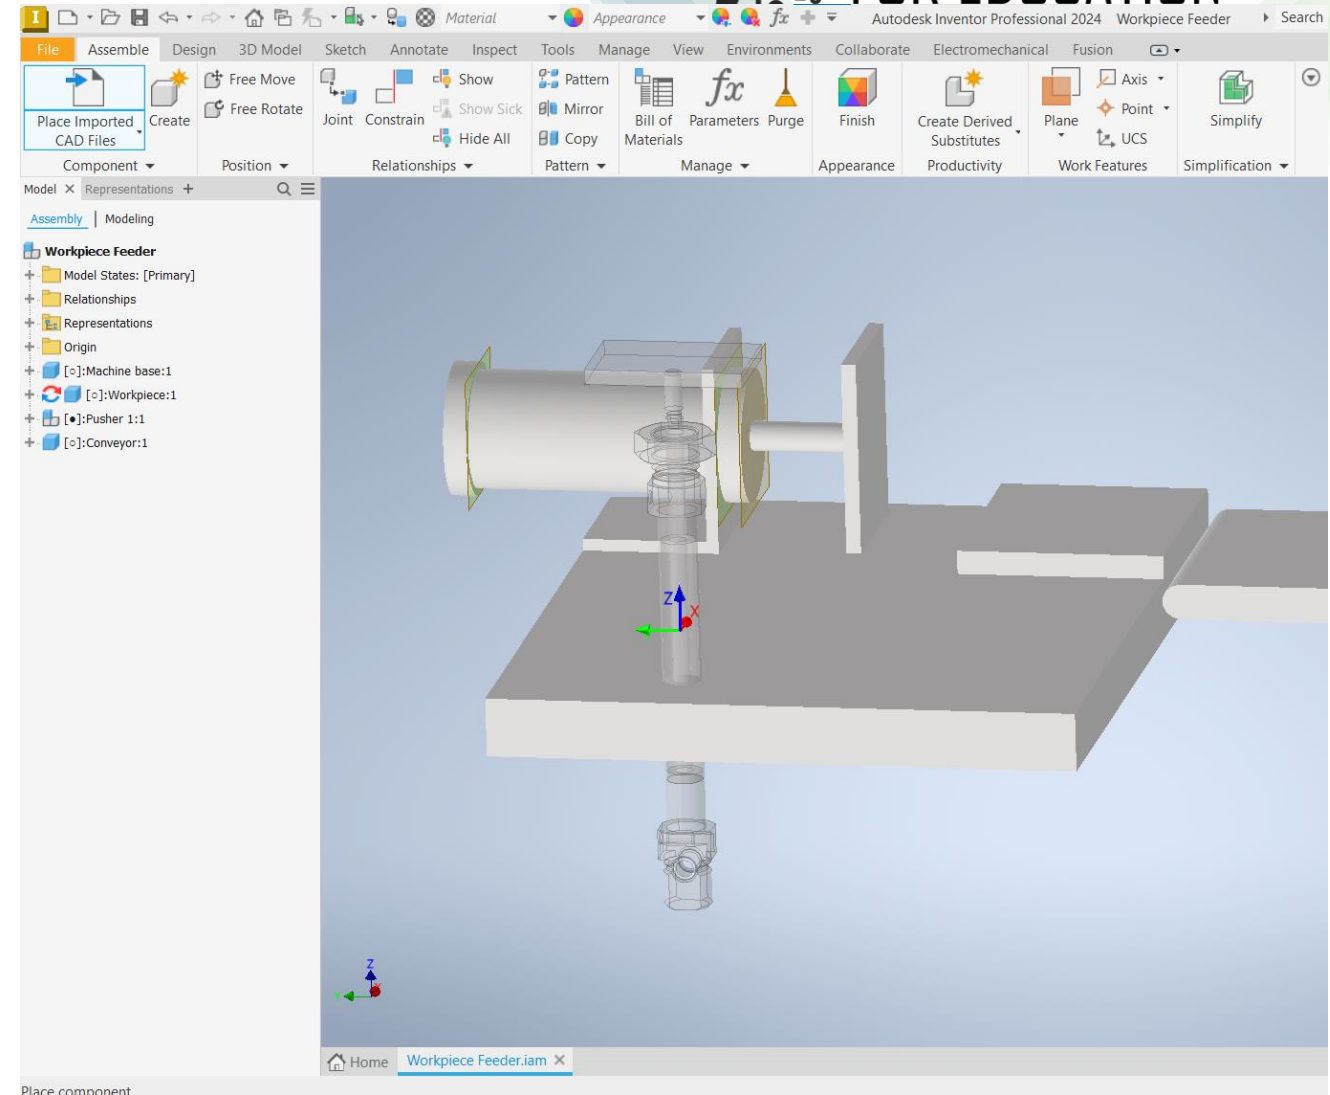 FOR EDUCATION
Material Appearance fx Autodesk Inventor Professional 2024 Workpiece Feeder Search
File Assemble Design 3D Model Sketch Annotate Inspect Tools Manage View Environments Collaborate Electromechanical Fusion
Place Imported CAD Files
Create
Free Move
Free Rotate
Joint
Constrain
Show
Show Sick
Hide All
Pattern
Mirror
Copy
Bill of Materials
fx
Parameters
Purge
Finish
Create Derived Substitutes
Plane
Axis
Point
UCS
Simplify
Component Position Relationships Pattern Manage Appearance Productivity Work Features Simplification
Model Representations
Assembly | Modeling
Workpiece Feeder
Model States: [Primary]
Relationships
Representations
Origin
[○]:Machine base:1
[○]:Workpiece:1
[●]:Pusher 1:1
[○]:Conveyor:1
Z
X
Z
Y
Home Workpiece Feeder.iam
Place component